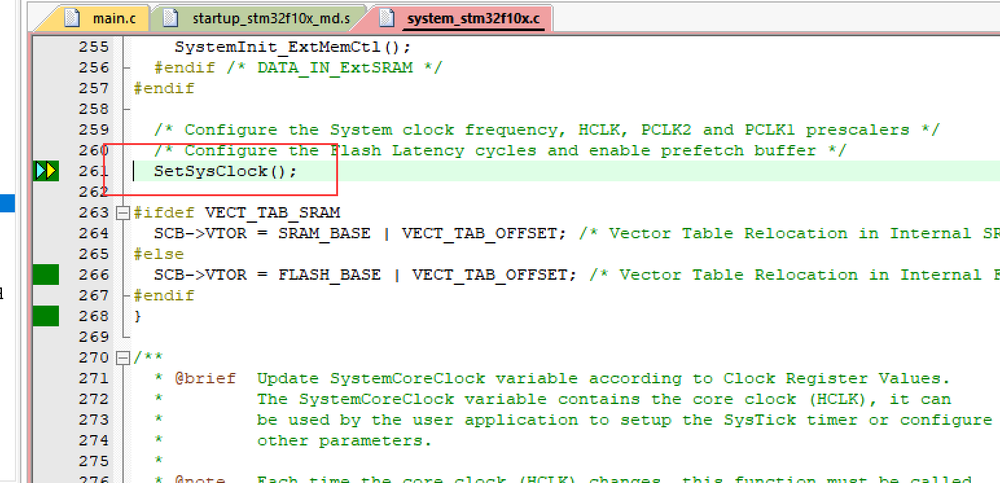 main.c startup_stm32f10x_md.s system_stm32f10x.c
255 SystemInit_ExtMemCtl();
256 #endif /* DATA_IN_ExtSRAM */
257 #endif
258
259 /* Configure the System clock frequency, HCLK, PCLK2 and PCLK1 prescalers */
260 /* Configure the Flash Latency cycles and enable prefetch buffer */
261 SetSysClock();
262
263 #ifdef VECT_TAB_SRAM
264 SCB->VTOR = SRAM_BASE | VECT_TAB_OFFSET; /* Vector Table Relocation in Internal
265 #else
266 SCB->VTOR = FLASH_BASE | VECT_TAB_OFFSET; /* Vector Table Relocation in Internal
267 #endif
268 }
269
270 /**
271 * @brief Update SystemCoreClock variable according to Clock Register Values.
272 * The SystemCoreClock variable contains the core clock (HCLK), it can
273 * be used by the user application to setup the SysTick timer or configure
274 * other parameters.
275 *
276 * @note Each time the core clock (HCLK) changes, this function must be called